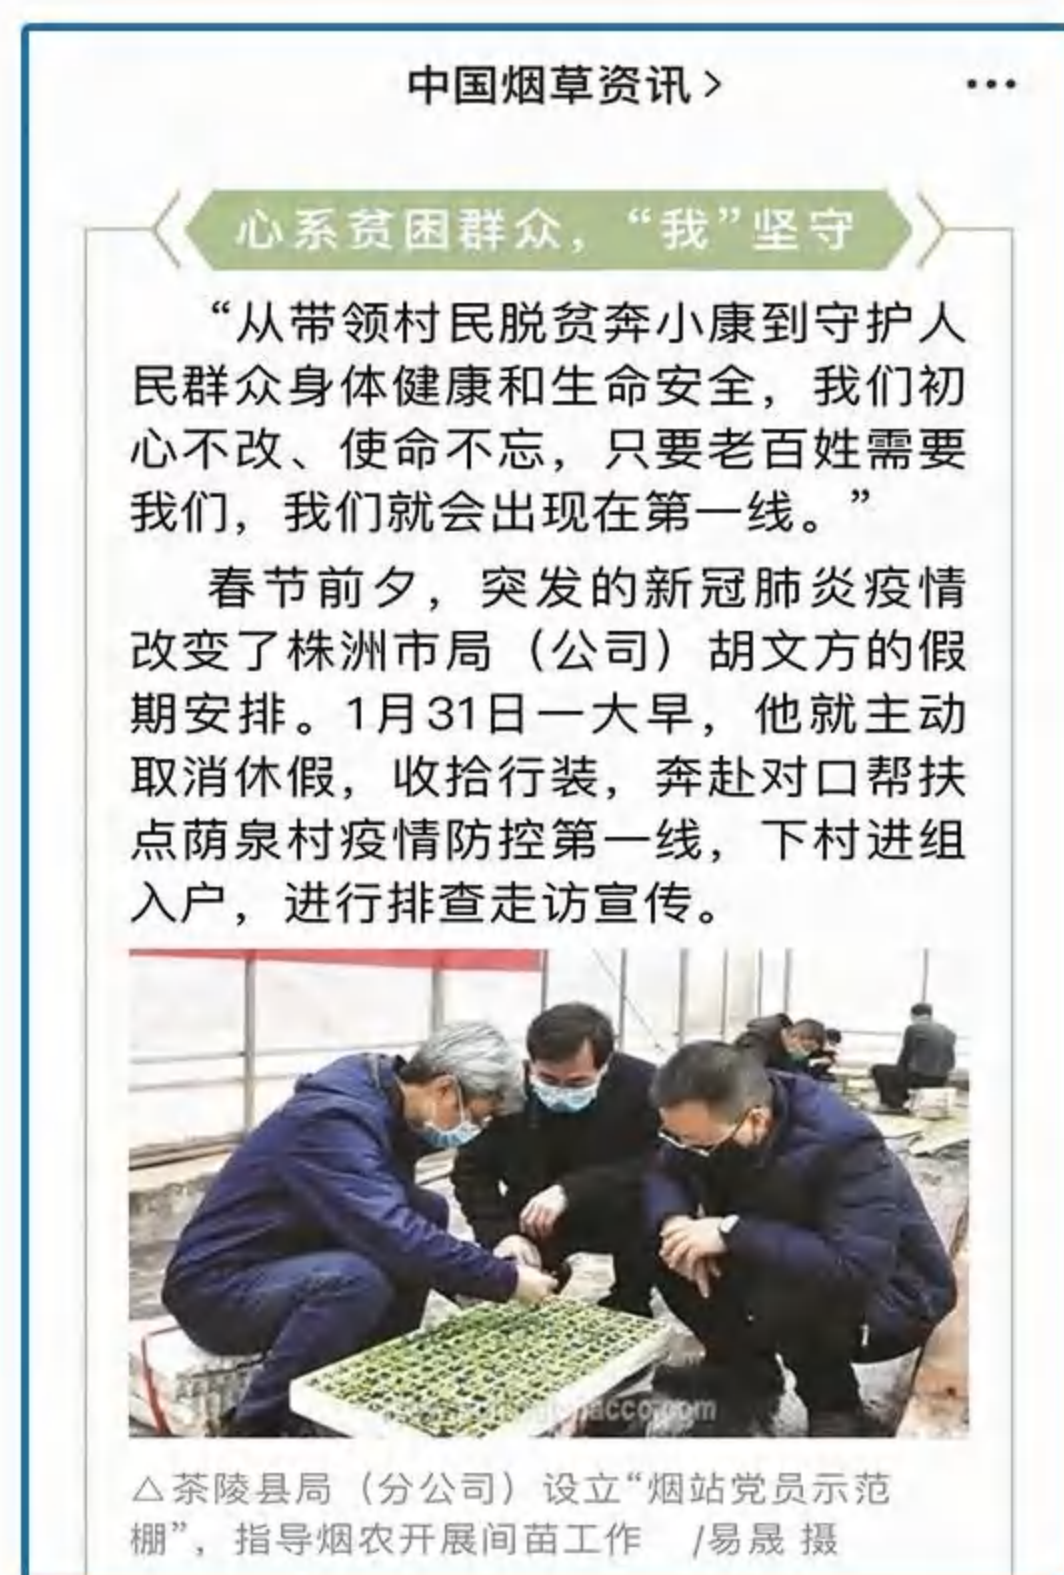 中国烟草资讯>
心系贫困群众，“我”坚守
“从带领村民脱贫奔小康到守护人
民群众身体健康和生命安全，我们初
心不改、使命不忘，只要老百姓需要
我们，我们就会出现在第一线。”
春节前夕，突发的新冠肺炎疫情
改变了株洲市局（公司）胡文方的假
期安排。1月31日一大早，他就主动
取消休假，收拾行装，奔赴对口帮扶
点荫泉村疫情防控第一线，下村进组
入户，进行排查走访宣传。
△茶陵县局（分公司）设立“烟站党员示范
棚”，指导烟农开展间苗工作 /易晟 摄